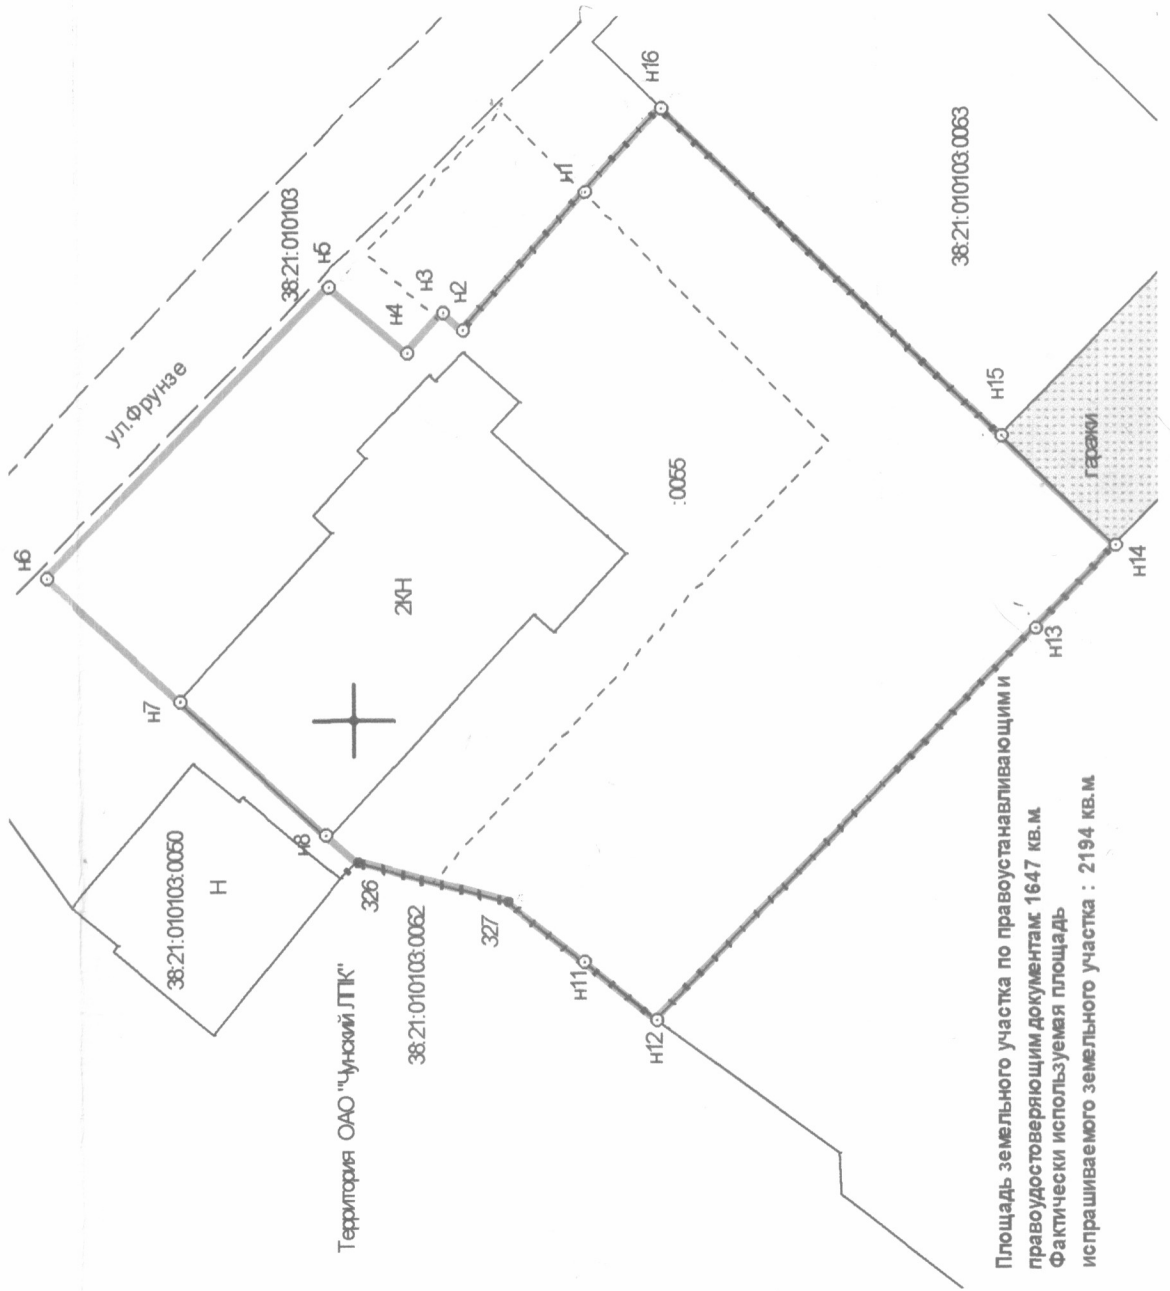 н6
ул.Фрунзе
38:21:010103
н5
н4
н3
н2
н1
н16
н7
2КН
:0055
38:21:010103:0063
н15
гаражи
н14
н13
38:21:010103:0050
Н
н8
326
327
38:21:010103:0062
н11
н12
Территория ОАО "Чунский ЛПК"
Площадь земельного участка по правоустанавливающим и
правоудостоверяющим документам: 1647 кв.м.
Фактически используемая площадь
испрашиваемого земельного участка : 2194 кв.м.